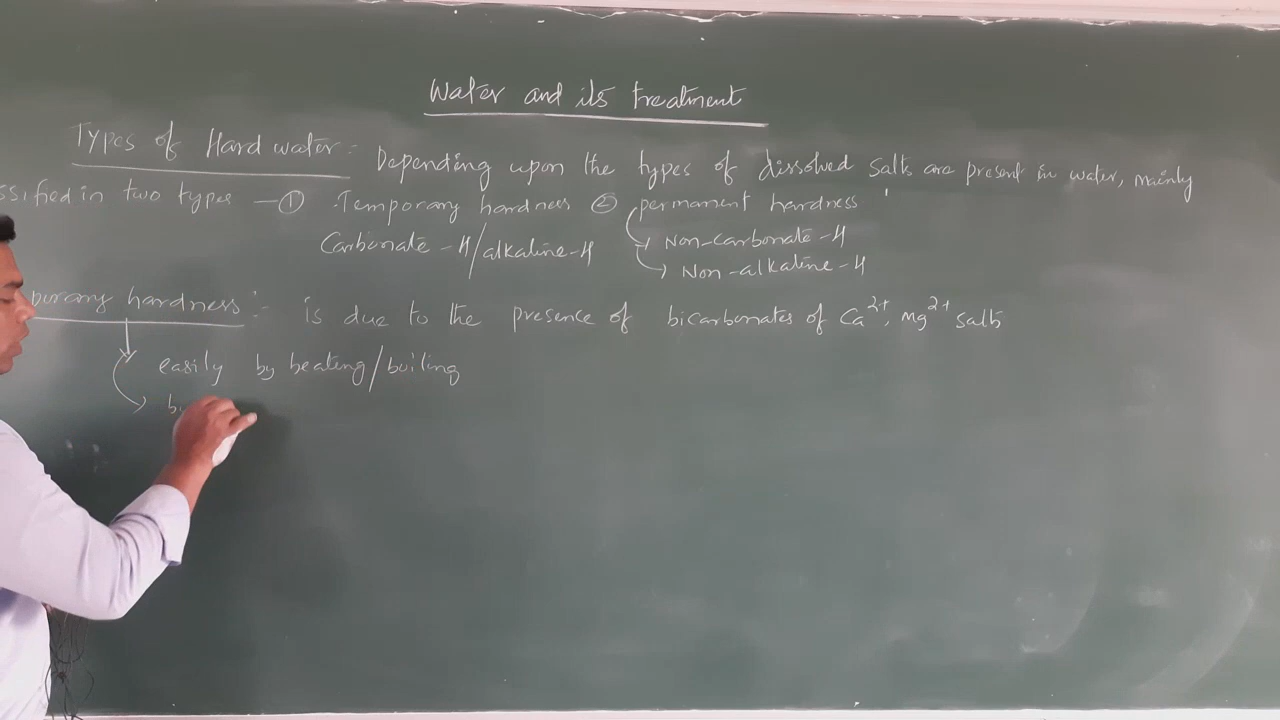 Water and its treatment
Types of Hard water:- Depending upon the types of dissolved salts are present in water, mainly
ssified in two types — ① Temporary hardness ② permanent hardness
Carbonate-H/alkaline-H → Non-carbonate-H
→ Non-alkaline-H
porary hardness:- is due to the presence of bicarbonates of Ca²⁺, Mg²⁺ salts
easily by heating/boiling
→ b